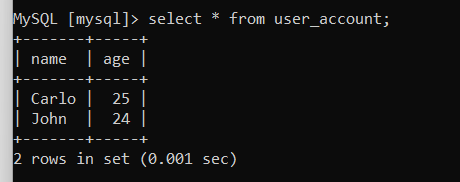 MySQL [mysql]> select * from user_account;
+-------+-----+
| name  | age |
+-------+-----+
| Carlo |  25 |
| John  |  24 |
+-------+-----+
2 rows in set (0.001 sec)